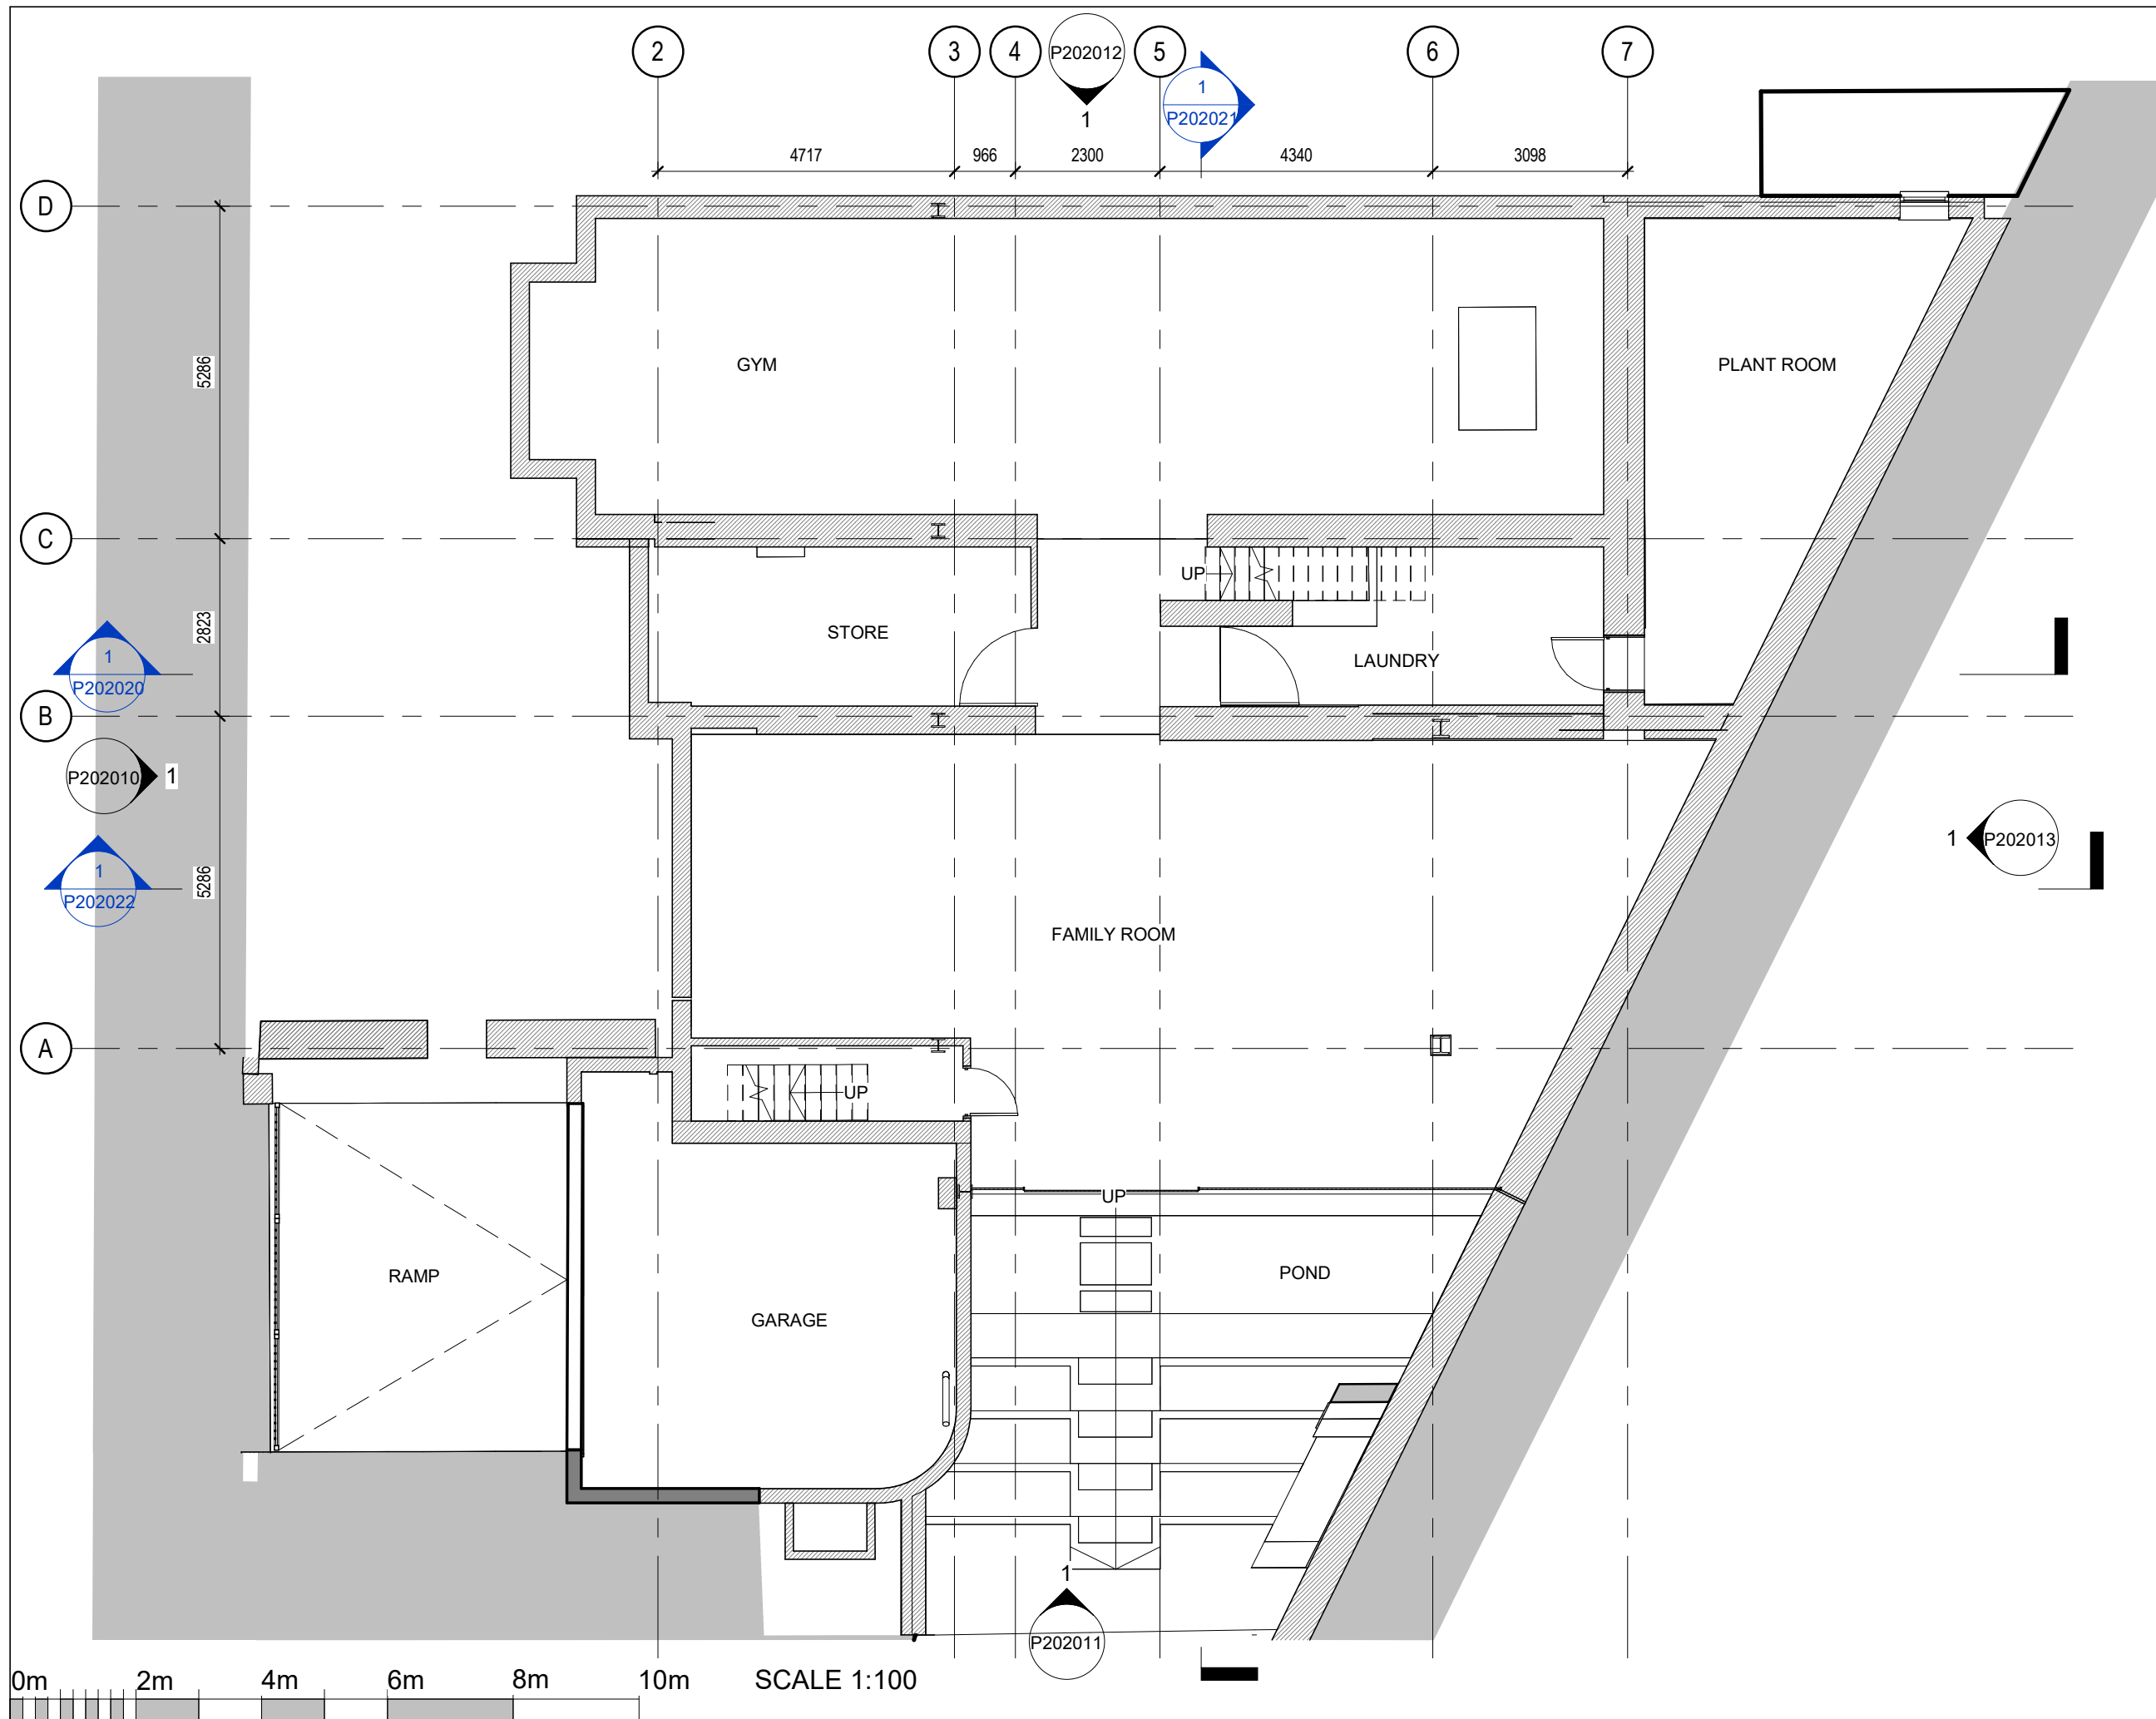 2 3 4 P202012 5 6 7
1
P202021
1
4717 966 2300 4340 3098
D
5286
GYM
PLANT ROOM
C
UP
2823
STORE
LAUNDRY
1
P202020
B
P202010 1
1 P202013
5286
1
P202022
FAMILY ROOM
A
UP
UP
RAMP
POND
GARAGE
1
P202011
0m 2m 4m 6m 8m 10m SCALE 1:100